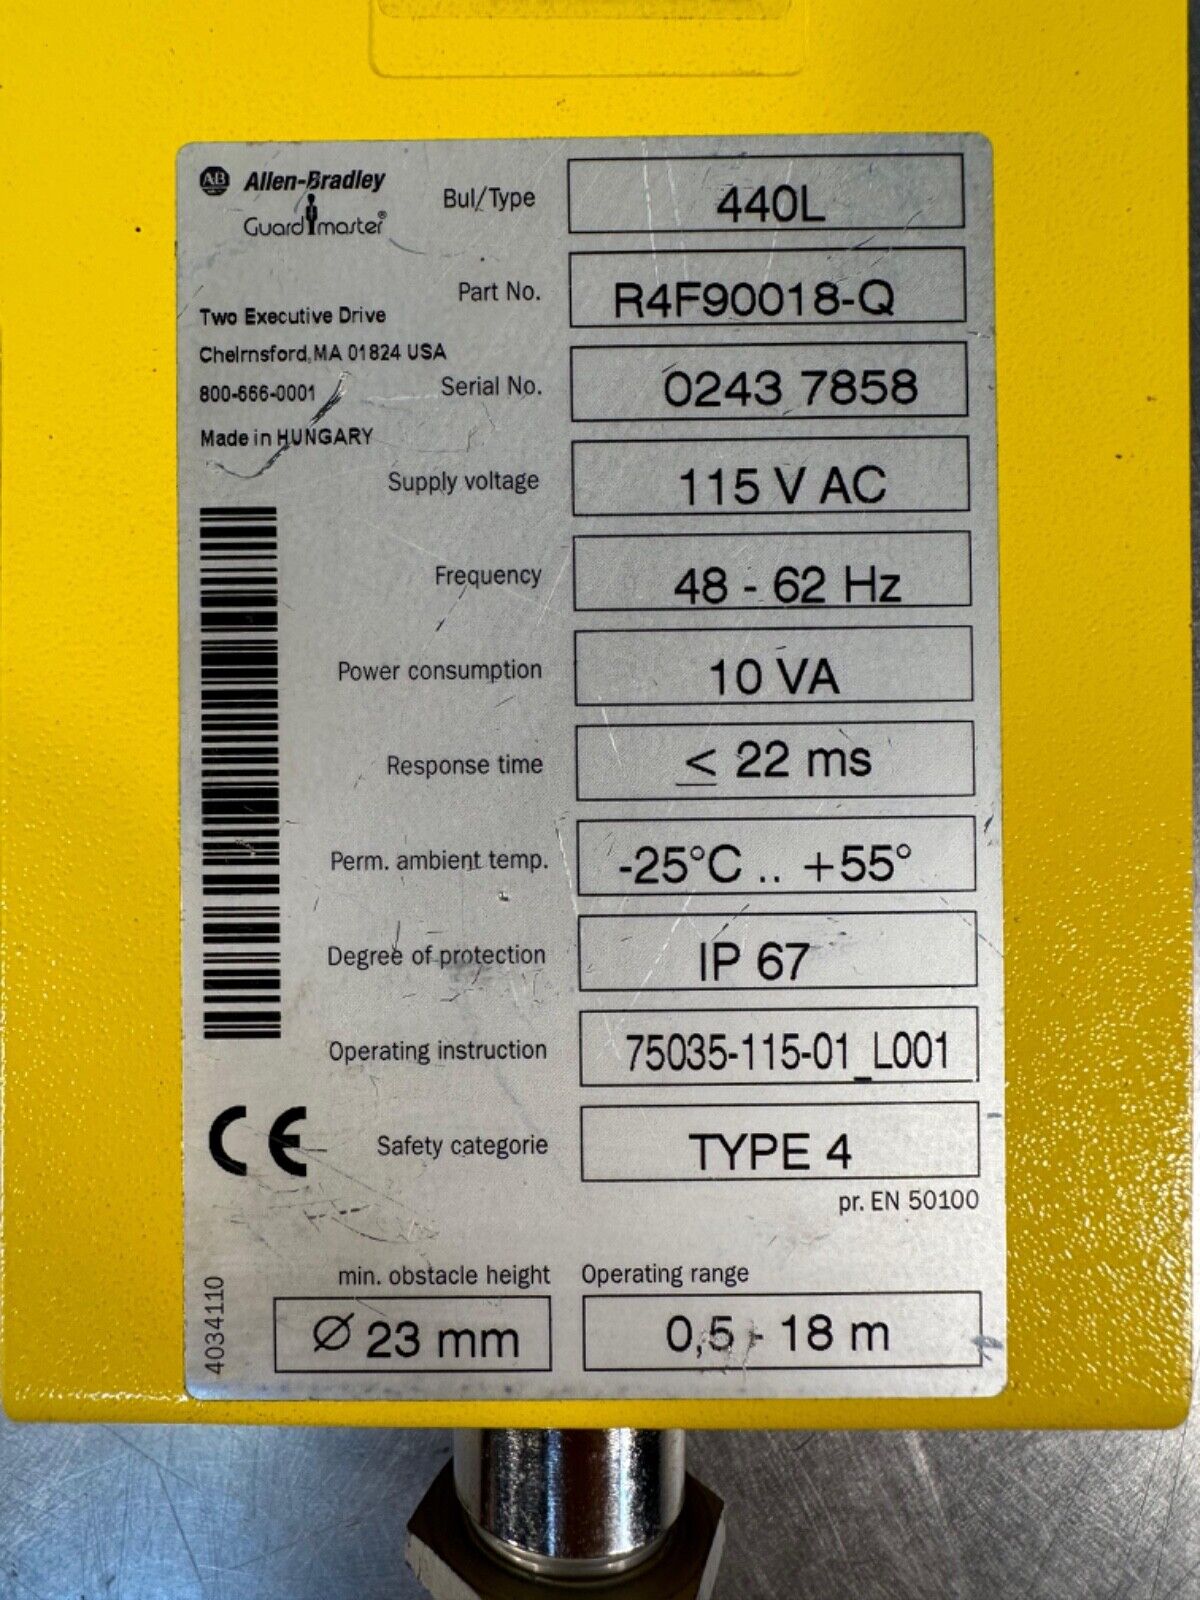 AB Allen-Bradley
Guardmaster®
Two Executive Drive
Chelrnsford, MA 01824 USA
800-666-0001
Made in HUNGARY
Bul/Type 440L
Part No. R4F90018-Q
Serial No. 0243 7858
Supply voltage 115 V AC
Frequency 48 - 62 Hz
Power consumption 10 VA
Response time ≤ 22 ms
Perm. ambient temp. -25°C .. +55°
Degree of protection IP 67
Operating instruction 75035-115-01_L001
CE
Safety categorie TYPE 4
pr. EN 50100
min. obstacle height Operating range
Ø 23 mm 0,5 - 18 m
4034110